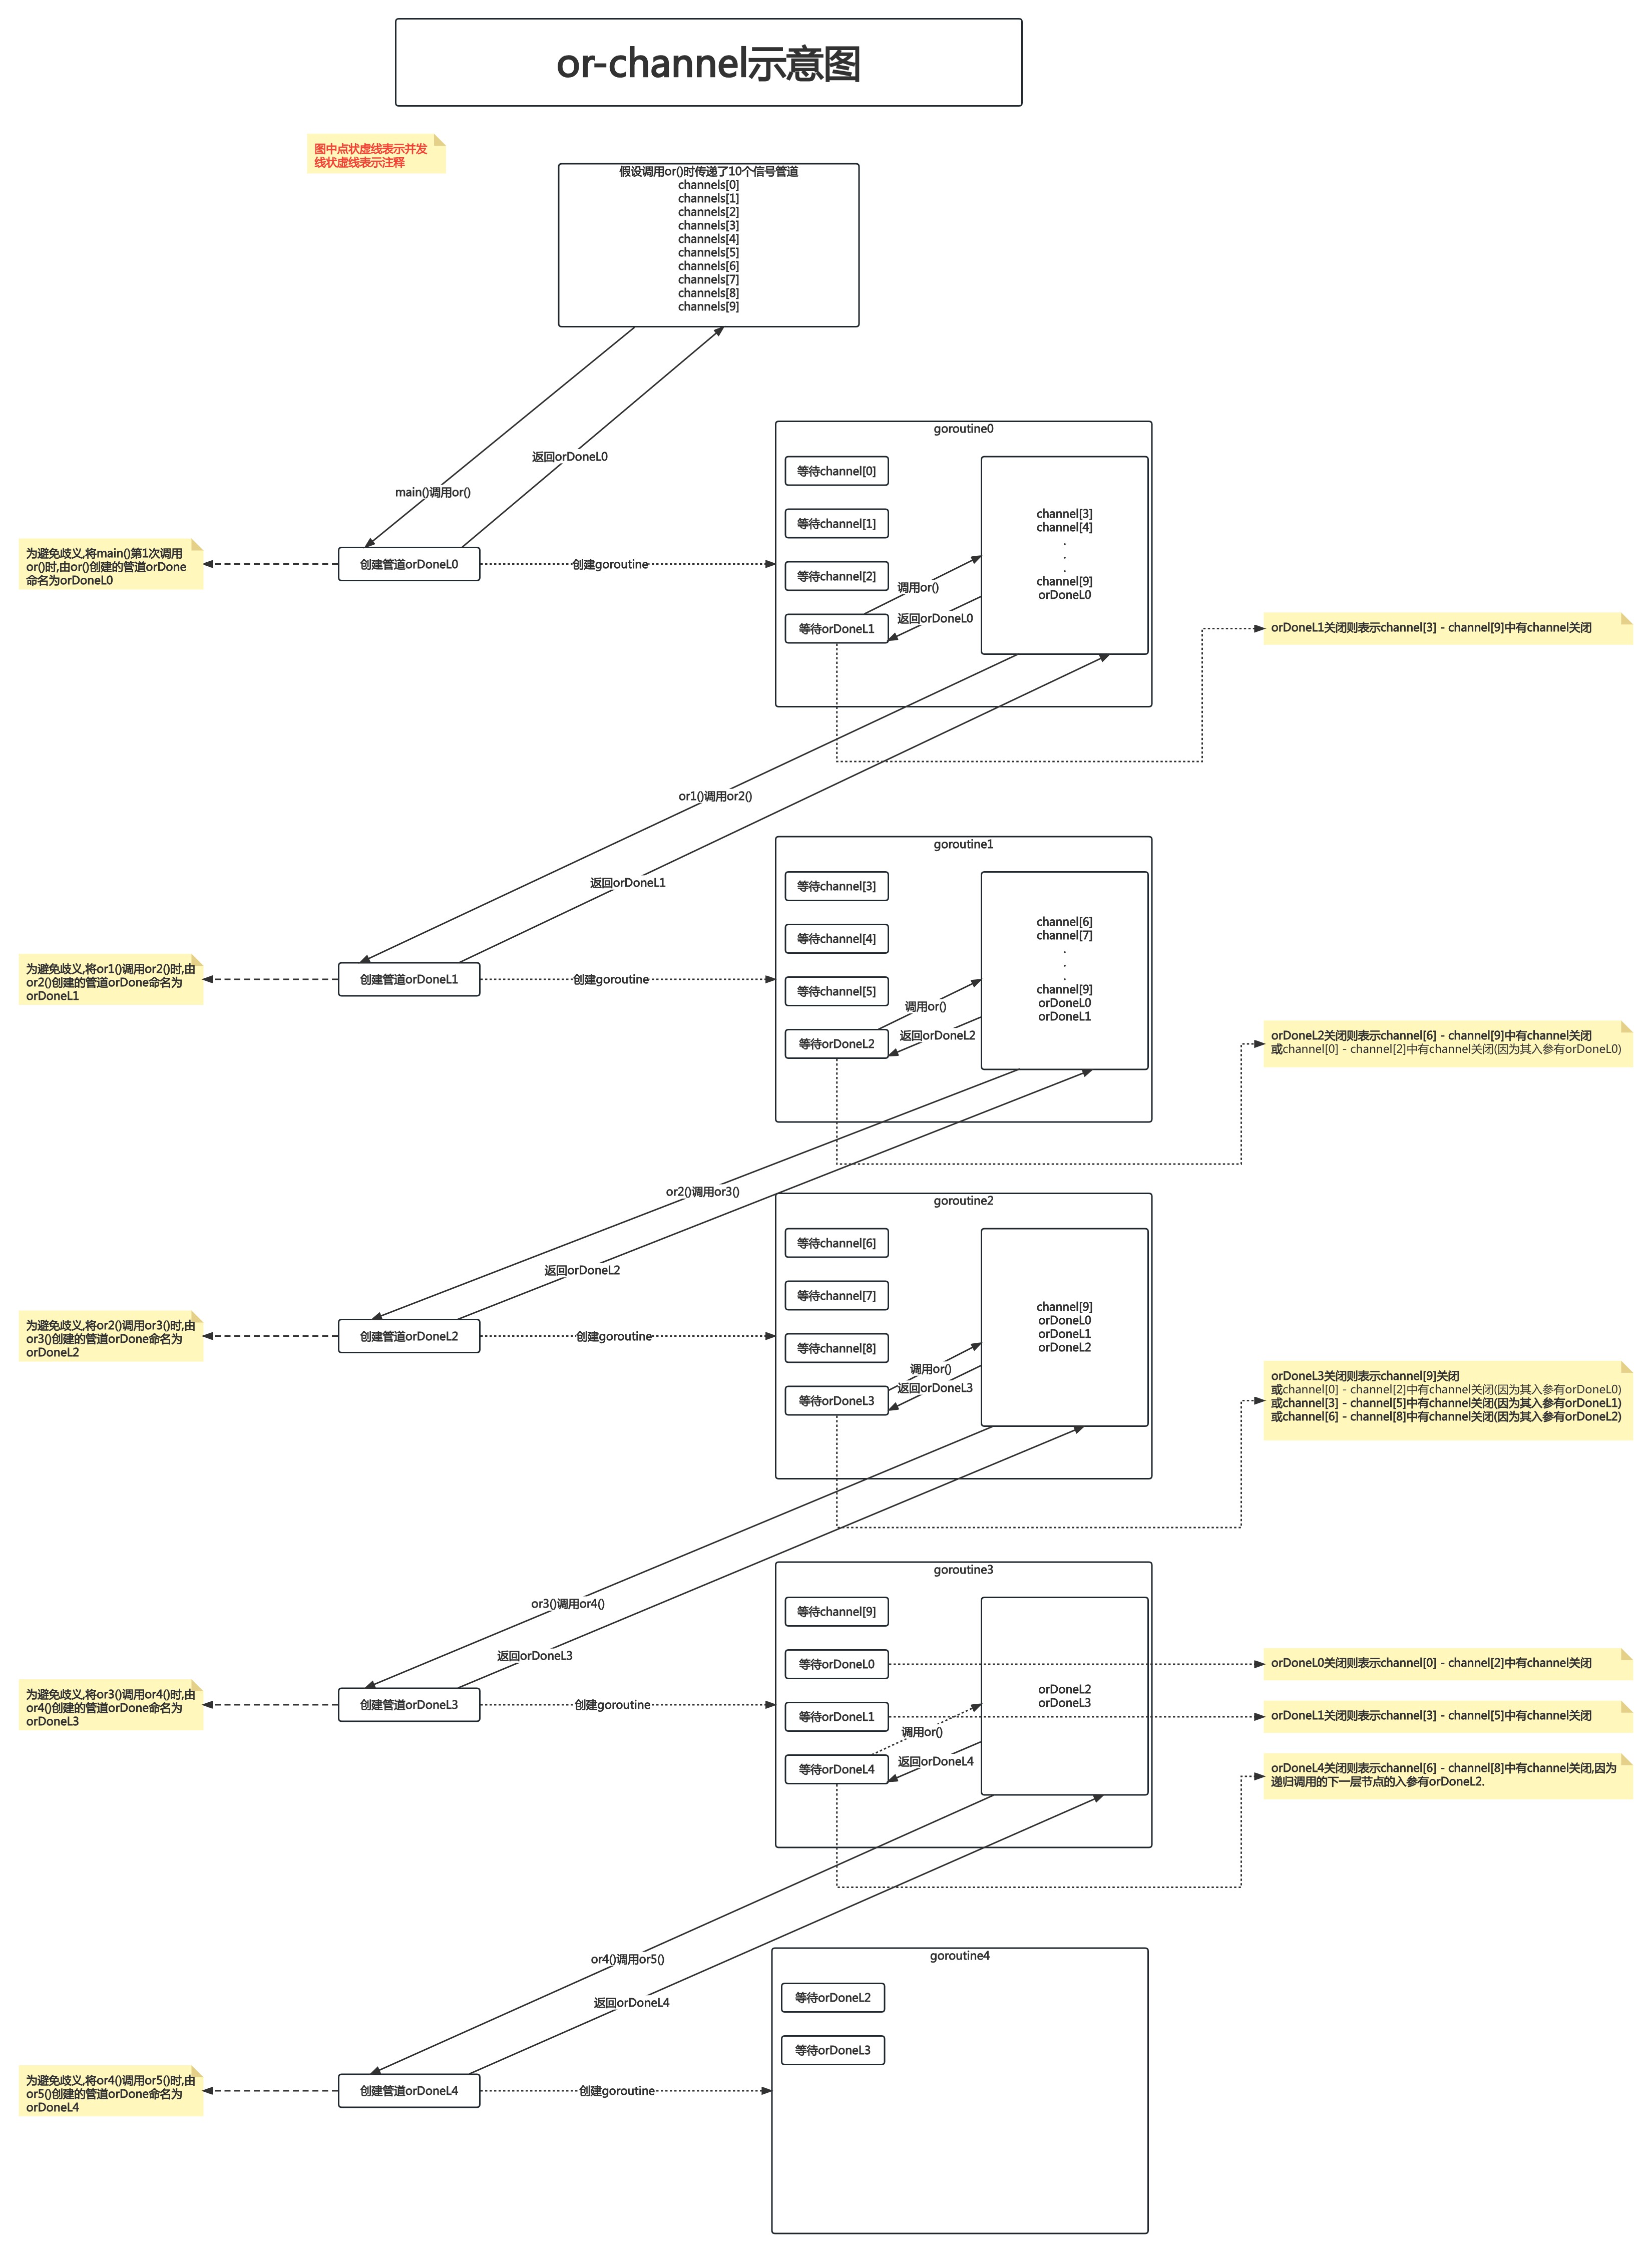 or-channel示意图
图中点状虚线表示并发
线状虚线表示注释
假设调用or()时传递了10个信号管道
channels[0]
channels[1]
channels[2]
channels[3]
channels[4]
channels[5]
channels[6]
channels[7]
channels[8]
channels[9]
main()调用or()
返回orDoneL0
为避免歧义,将main()第1次调用
or()时,由or()创建的管道orDone
命名为orDoneL0
创建管道orDoneL0
创建goroutine
goroutine0
等待channel[0]
等待channel[1]
等待channel[2]
等待orDoneL1
调用or()
返回orDoneL0
channel[3]
channel[4]
.
.
.
channel[9]
orDoneL0
orDoneL1关闭则表示channel[3] - channel[9]中有channel关闭
or1()调用or2()
返回orDoneL1
为避免歧义,将or1()调用or2()时,由
or2()创建的管道orDone命名为
orDoneL1
创建管道orDoneL1
创建goroutine
goroutine1
等待channel[3]
等待channel[4]
等待channel[5]
等待orDoneL2
调用or()
返回orDoneL2
channel[6]
channel[7]
.
.
.
channel[9]
orDoneL0
orDoneL1
orDoneL2关闭则表示channel[6] - channel[9]中有channel关闭
或channel[0] - channel[2]中有channel关闭(因为其入参有orDoneL0)
or2()调用or3()
返回orDoneL2
为避免歧义,将or2()调用or3()时,由
or3()创建的管道orDone命名为
orDoneL2
创建管道orDoneL2
创建goroutine
goroutine2
等待channel[6]
等待channel[7]
等待channel[8]
等待orDoneL3
调用or()
返回orDoneL3
channel[9]
orDoneL0
orDoneL1
orDoneL2
orDoneL3关闭则表示channel[9]关闭
或channel[0] - channel[2]中有channel关闭(因为其入参有orDoneL0)
或channel[3] - channel[5]中有channel关闭(因为其入参有orDoneL1)
或channel[6] - channel[8]中有channel关闭(因为其入参有orDoneL2)
or3()调用or4()
返回orDoneL3
为避免歧义,将or3()调用or4()时,由
or4()创建的管道orDone命名为
orDoneL3
创建管道orDoneL3
创建goroutine
goroutine3
等待channel[9]
等待orDoneL0
等待orDoneL1
等待orDoneL4
调用or()
返回orDoneL4
orDoneL2
orDoneL3
orDoneL0关闭则表示channel[0] - channel[2]中有channel关闭
orDoneL1关闭则表示channel[3] - channel[5]中有channel关闭
orDoneL4关闭则表示channel[6] - channel[8]中有channel关闭,因为
递归调用的下一层节点的入参有orDoneL2.
or4()调用or5()
返回orDoneL4
为避免歧义,将or4()调用or5()时,由
or5()创建的管道orDone命名为
orDoneL4
创建管道orDoneL4
创建goroutine
goroutine4
等待orDoneL2
等待orDoneL3